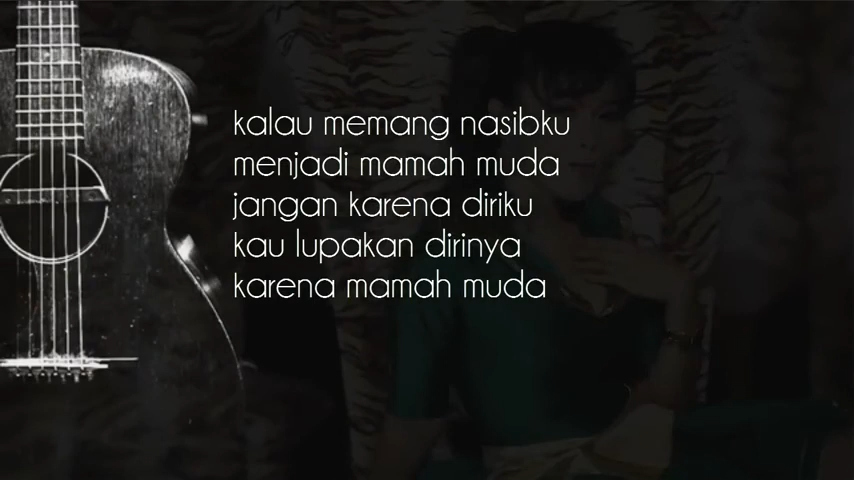 kalau memang nasibku
menjadi mamah muda
jangan karena diriku
kau lupakan dirinya
karena mamah muda